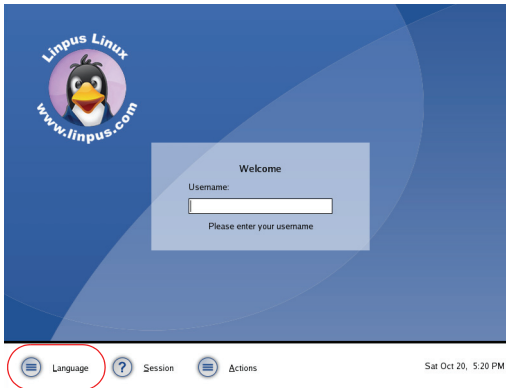 Linpus Linux
www.linpus.com
Welcome
Username:
Please enter your username
Language
Session
Actions
Sat Oct 20, 5:20 PM